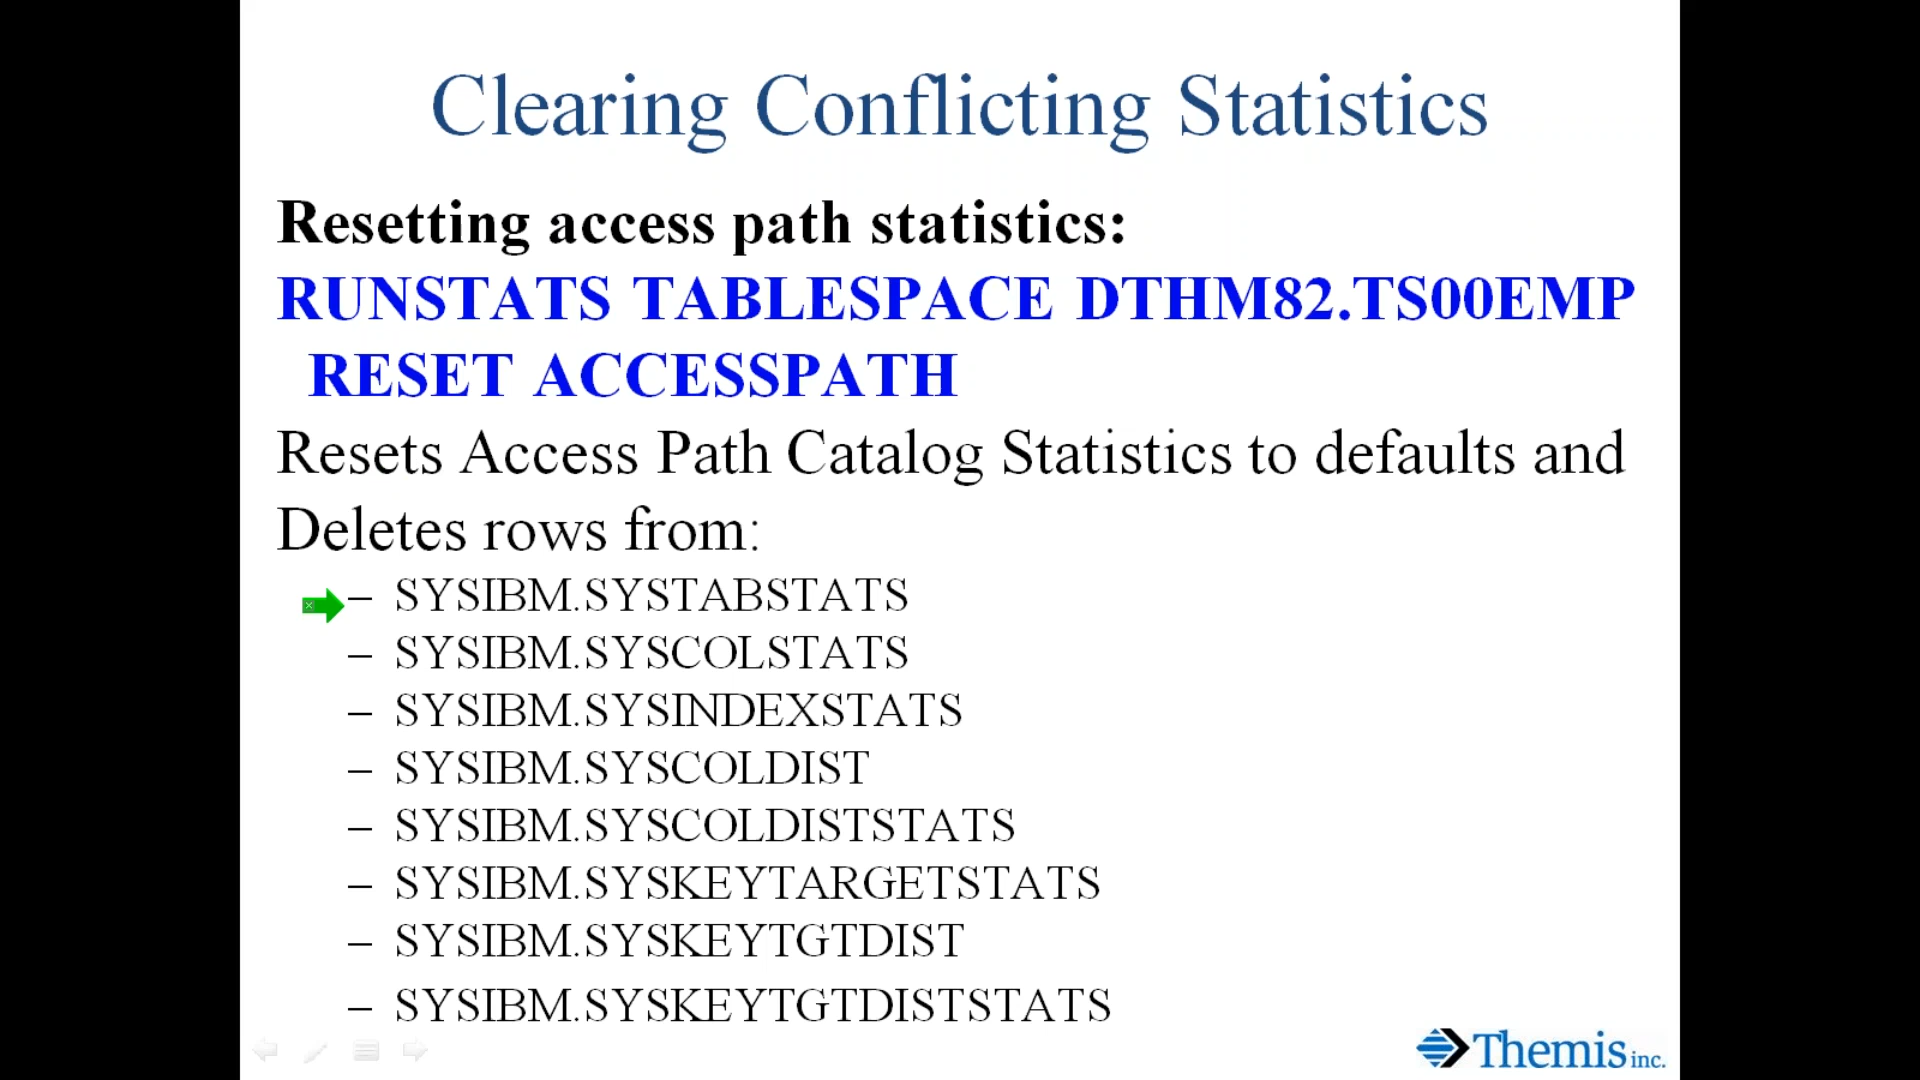 Clearing Conflicting Statistics
Resetting access path statistics:
RUNSTATS TABLESPACE DTHM82.TS00EMP
RESET ACCESSPATH
Resets Access Path Catalog Statistics to defaults and
Deletes rows from:
– SYSIBM.SYSTABSTATS
– SYSIBM.SYSCOLSTATS
– SYSIBM.SYSINDEXSTATS
– SYSIBM.SYSCOLDIST
– SYSIBM.SYSCOLDISTSTATS
– SYSIBM.SYSKEYTARGETSTATS
– SYSIBM.SYSKEYTGTDIST
– SYSIBM.SYSKEYTGTDISTSTATS
Themis inc.